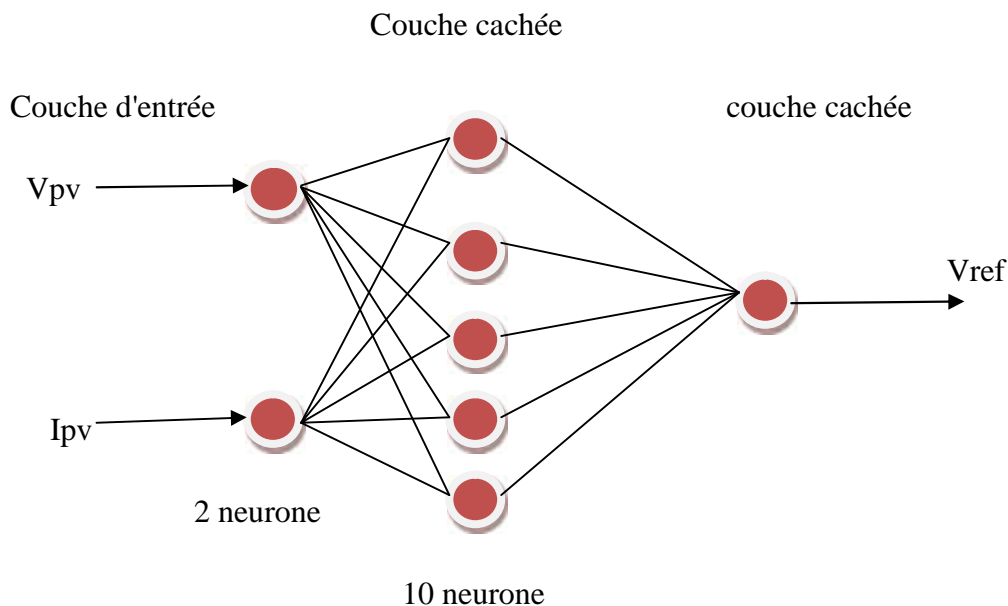 Couche cachée
Couche d'entrée
couche cachée
Vpv
Vref
Ipv
2 neurone
10 neurone